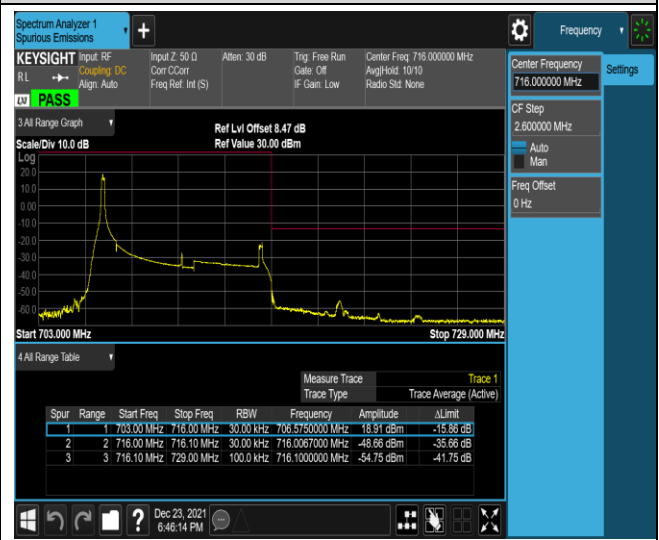 Spectrum Analyzer 1
Spurious Emissions
Frequency
KEYSIGHT
R L
LXI PASS
Input: RF
Coupling: DC
Align: Auto
Input Z: 50 Ω
Corr CCorr
Freq Ref: Int (S)
Atten: 30 dB
Trig: Free Run
Gate: Off
IF Gain: Low
Center Freq: 716.000000 MHz
Avg|Hold: 10/10
Radio Std: None
Center Frequency
716.000000 MHz
Settings
CF Step
2.600000 MHz
Auto
Man
Freq Offset
0 Hz
3 All Range Graph
Scale/Div 10.0 dB
Ref Lvl Offset 8.47 dB
Ref Value 30.00 dBm
Log
20.0
10.0
0.00
-10.0
-20.0
-30.0
-40.0
-50.0
-60.0
Start 703.000 MHz
Stop 729.000 MHz
4 All Range Table
Measure Trace Trace 1
Trace Type Trace Average (Active)
Spur Range Start Freq Stop Freq RBW Frequency Amplitude ΔLimit
1 1 703.00 MHz 716.00 MHz 30.00 kHz 706.5750000 MHz 18.91 dBm -15.86 dB
2 2 716.00 MHz 716.10 MHz 30.00 kHz 716.0067000 MHz -48.66 dBm -35.66 dB
3 3 716.10 MHz 729.00 MHz 100.0 kHz 716.1000000 MHz -54.75 dBm -41.75 dB
?
Dec 23, 2021
6:46:14 PM